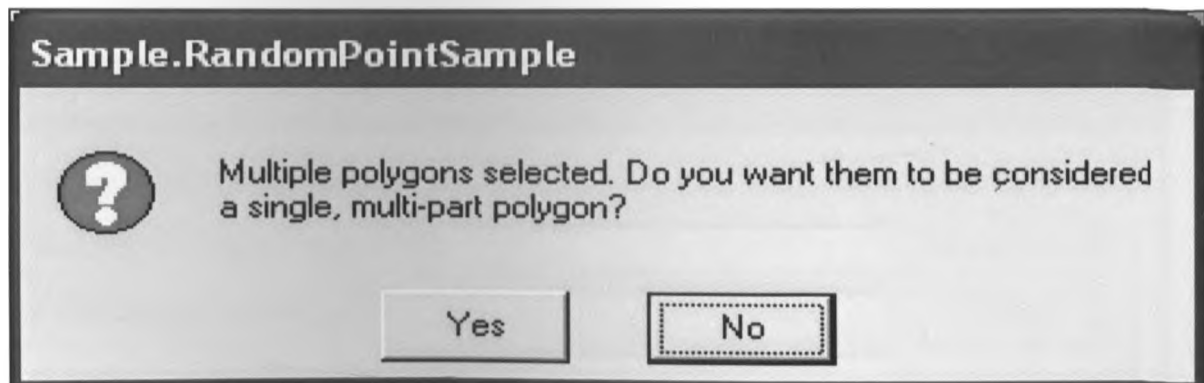 Sample.RandomPointSample
Multiple polygons selected. Do you want them to be considered
a single, multi-part polygon?
Yes
No